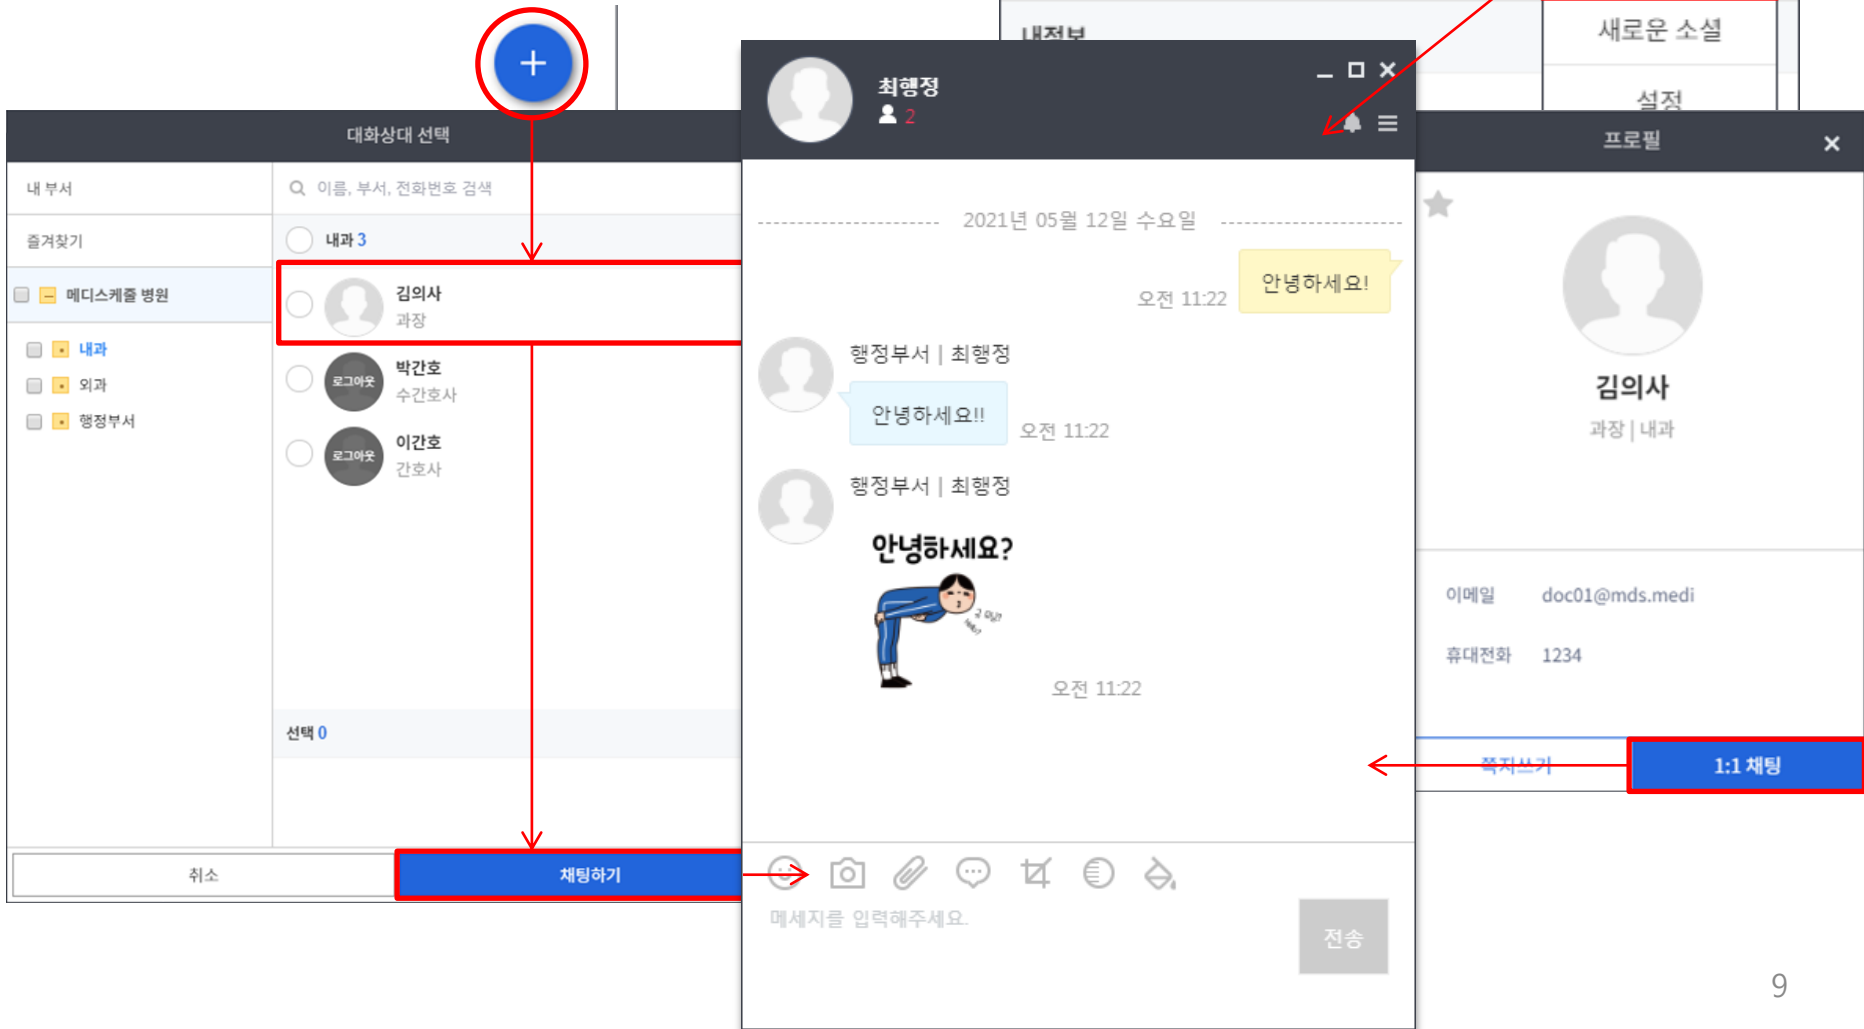 내정보
새로운 소셜
설정
대화상대 선택
내 부서
즐겨찾기
메디스케줄 병원
내과
외과
행정부서
이름, 부서, 전화번호 검색
내과 3
김의사
과장
로그아웃
박간호
수간호사
로그아웃
이간호
간호사
선택 0
취소
채팅하기
최행정
2
2021년 05월 12일 수요일
안녕하세요!
오전 11:22
행정부서 | 최행정
안녕하세요!!
오전 11:22
행정부서 | 최행정
안녕하세요?
오전 11:22
메세지를 입력해주세요.
전송
프로필
김의사
과장 | 내과
이메일 doc01@mds.medi
휴대전화 1234
쪽지쓰기
1:1 채팅
9